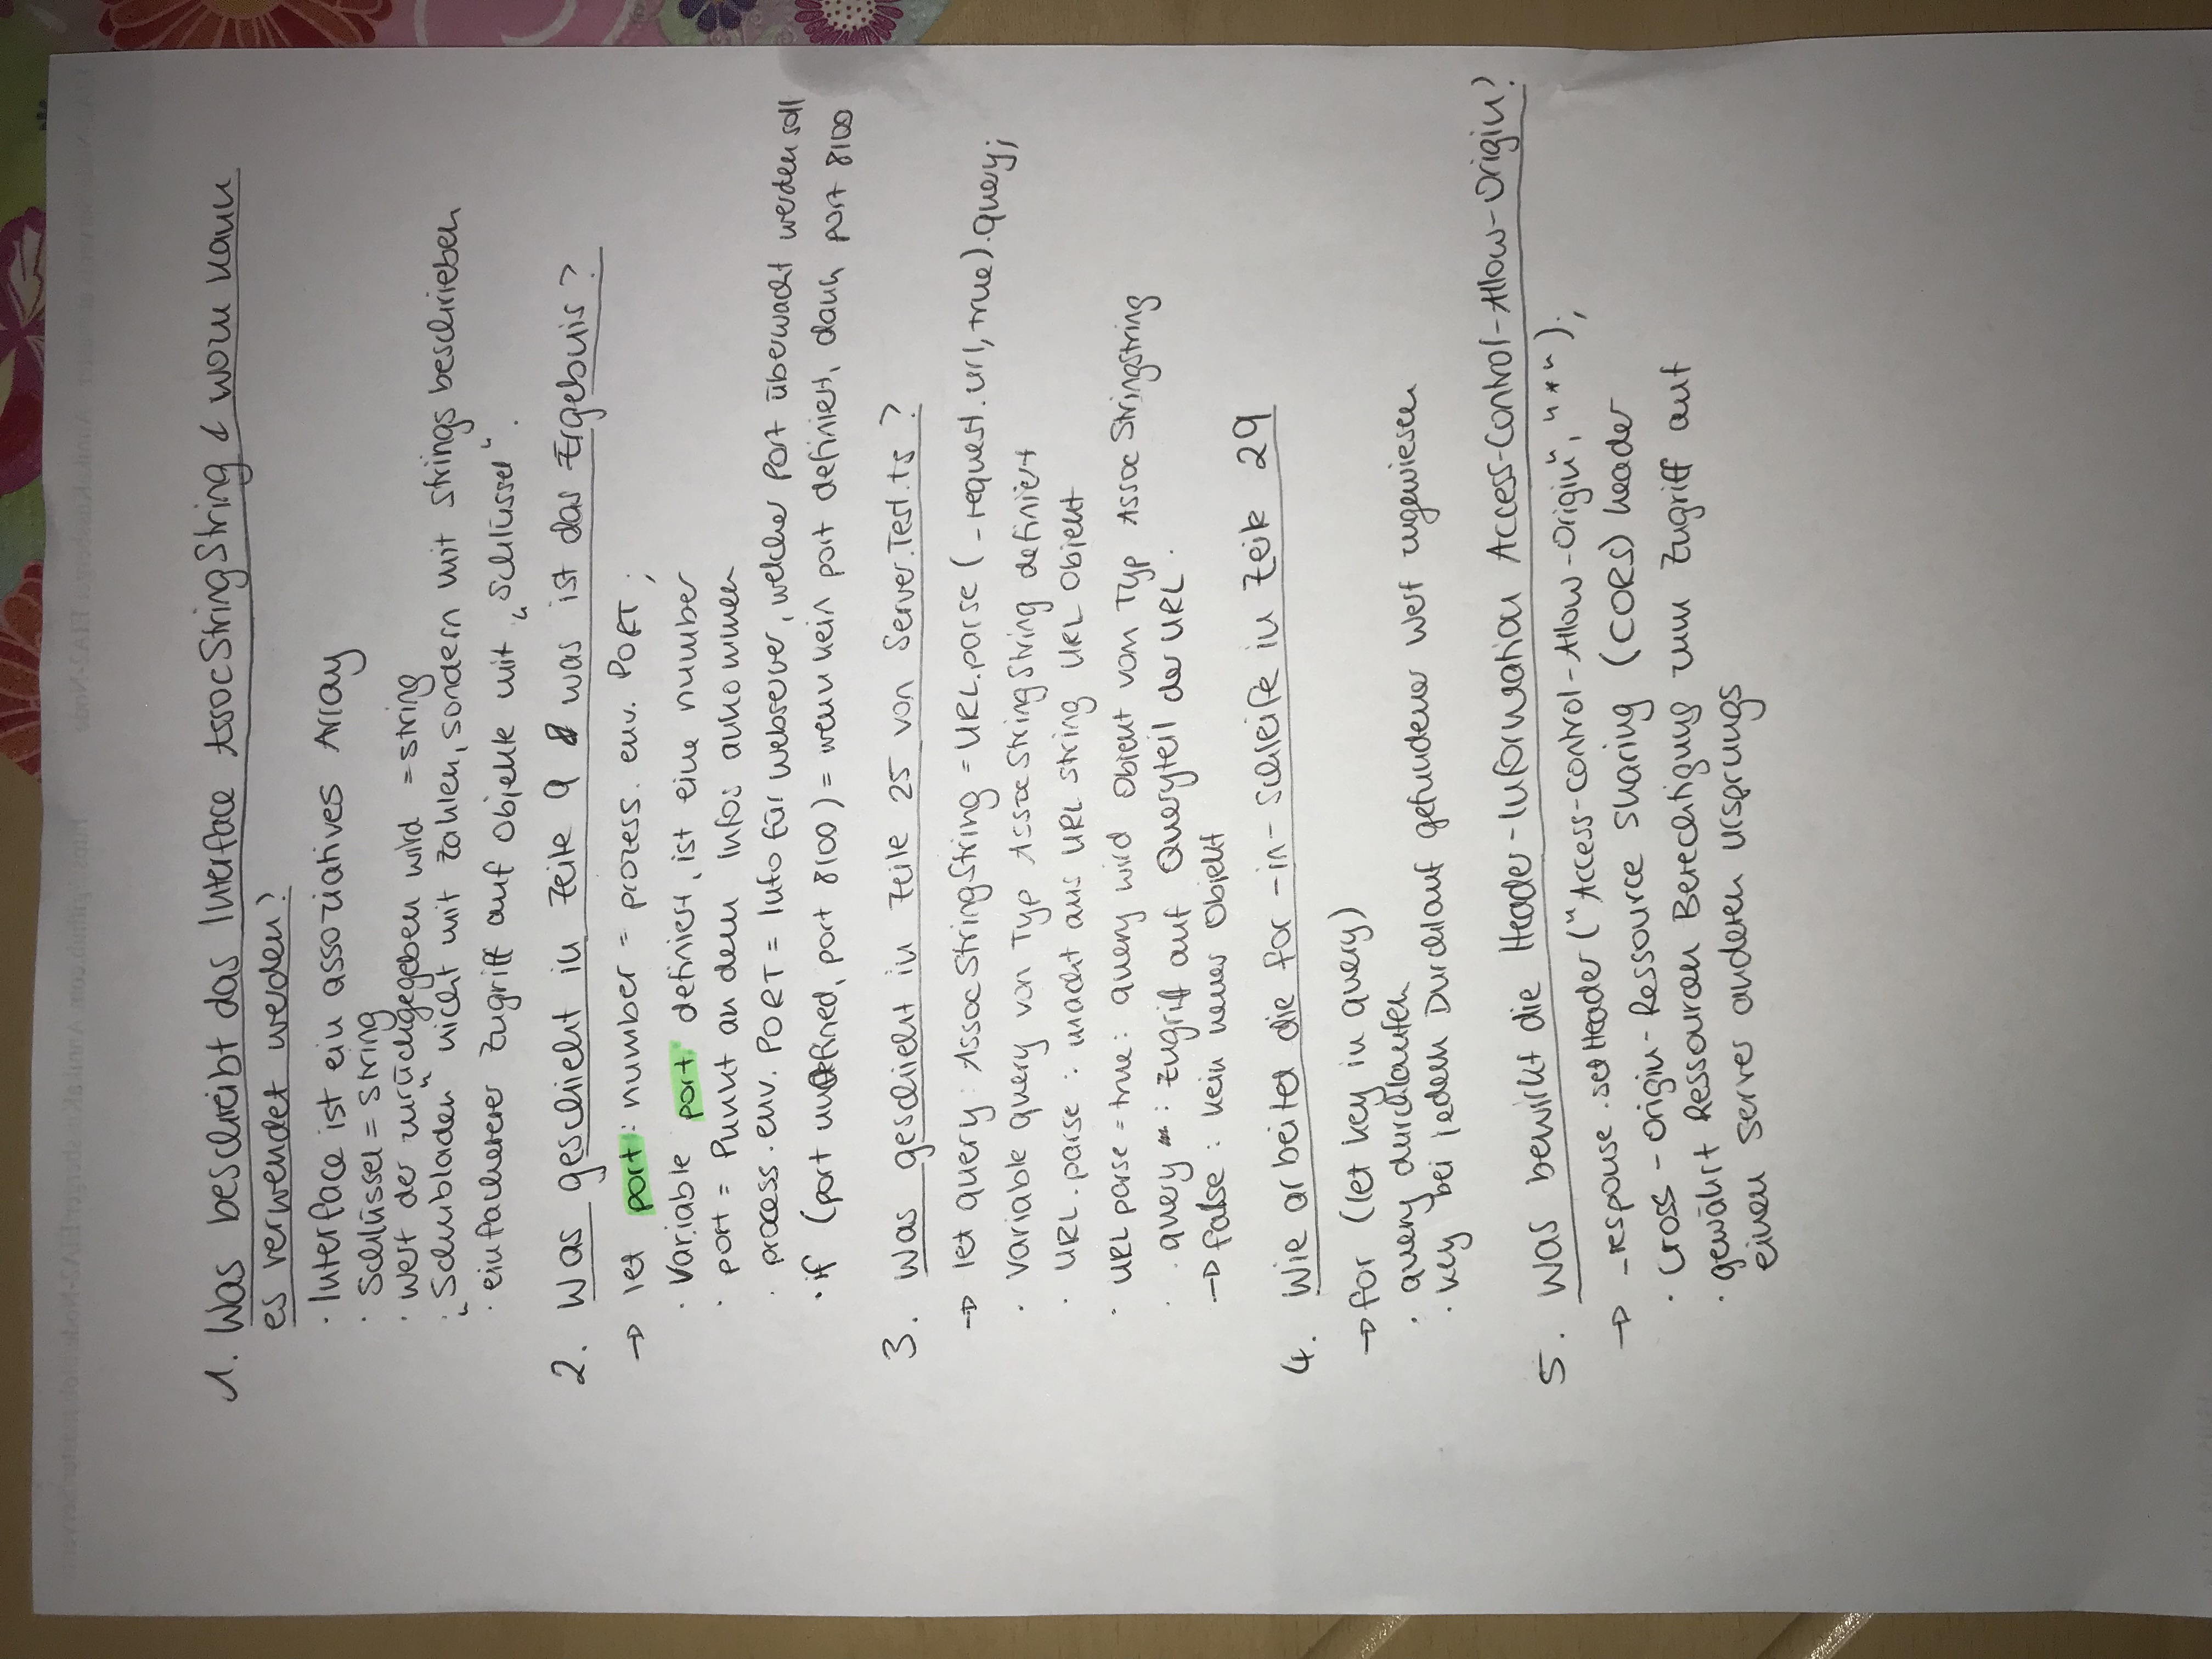 1. Was beschreibt das Interface AssocStringString & wozu kann
es verwendet werden?
· Interface ist ein assoziatives Array
· Schlüssel = string
· Wert der zurückgegeben wird = string
· „Schubladen" nicht mit Zahlen, sondern mit strings beschrieben
· einfachererer Zugriff auf Objekte mit „Schlüssel".
2. Was geschieht in Zeile 9 & was ist das Ergebnis?
→ let port: number = prozess.env.PORT;
· Variable port definiert, ist eine number
· port = Punkt an dem Infos ankommen
· process.env.PORT = Info für Webserver, welcher Port überwacht werden soll
· if (port undefined, port 8100) = wenn kein port definiert, dann port 8100
3. Was geschieht in Zeile 25 von Server.Test.ts?
→ let query: AssocStringString = URL.parse (_request.url, true).query;
· Variable query von Typ AssocStringString definiert
· URL.parse : macht aus URL string URL Objekt
· URL parse = true: query wird Objekt vom Typ AssocStringString
· .query : Zugriff auf Queryteil der URL.
→ false : kein neues Objekt
4. Wie arbeitet die for-in-Schleife in Zeile 29
→ for (let key in query)
· query durchlaufen
· key bei jedem Durchlauf gefundener Wert zugewiesen
5. Was bewirkt die Header-Information Access-Control-Allow-Origin?
→ _response.setHeader ("Access-Control-Allow-Origin", "*");
· Cross-Origin-Ressource Sharing (CORS) header
· gewährt Ressourcen Berechtigung zum Zugriff auf
einen Server anderen Ursprungs